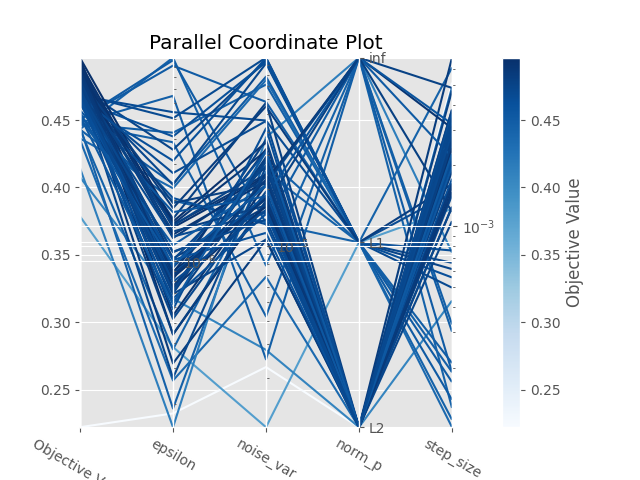 Parallel Coordinate Plot
inf
0.45
0.45
0.40
0.40
L1
10⁻³
0.35
0.35
0.30
0.30
0.25
0.25
L2
Objective V
epsilon
noise_var
norm_p
step_size
Objective Value